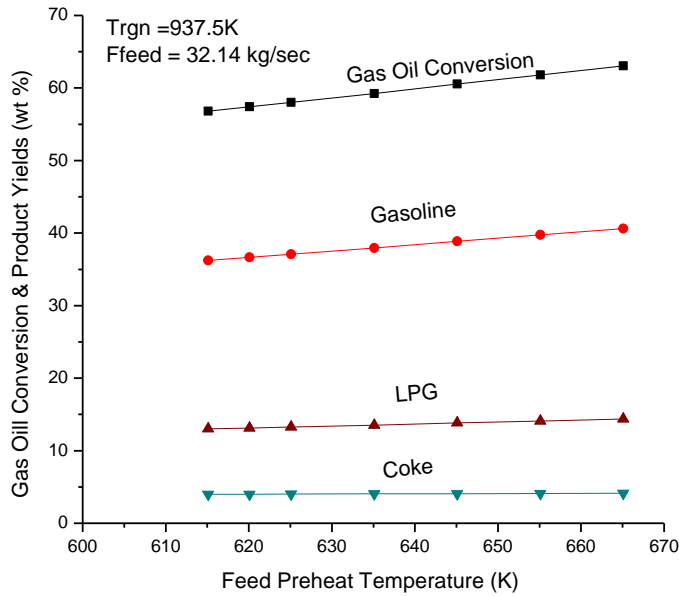 Trgn =937.5K
Ffeed = 32.14 kg/sec
Gas Oil Conversion
Gasoline
LPG
Coke
Gas Oill Conversion & Product Yields (wt %)
70
60
50
40
30
20
10
0
600
610
620
630
640
650
660
670
Feed Preheat Temperature (K)